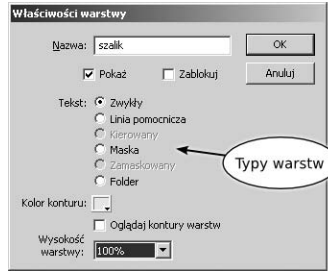 Właściwości warstwy
Nazwa: szalik OK
Pokaż Zablokuj Anuluj
Tekst: Zwykły
Linia pomocnicza
Kierowany
Maska
Zamaskowany
Folder
Typy warstw
Kolor konturu:
Oglądaj kontury warstw
Wysokość
warstwy: 100%